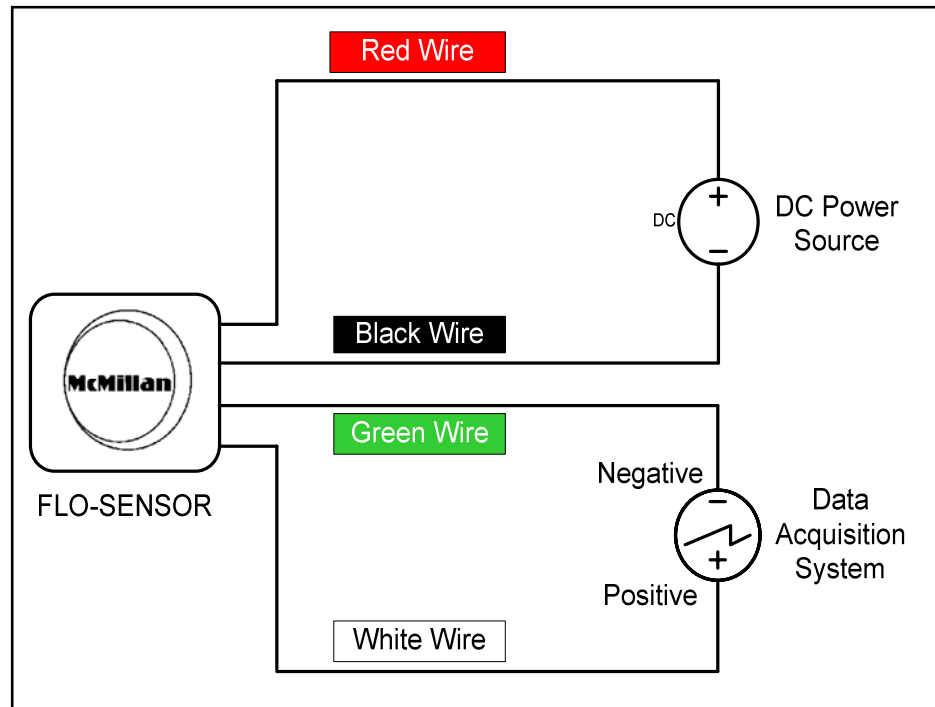 Red Wire
+
DC
DC Power
Source
−
Black Wire
McMillan
Green Wire
FLO-SENSOR
Negative
−
Data
Acquisition
System
+
Positive
White Wire